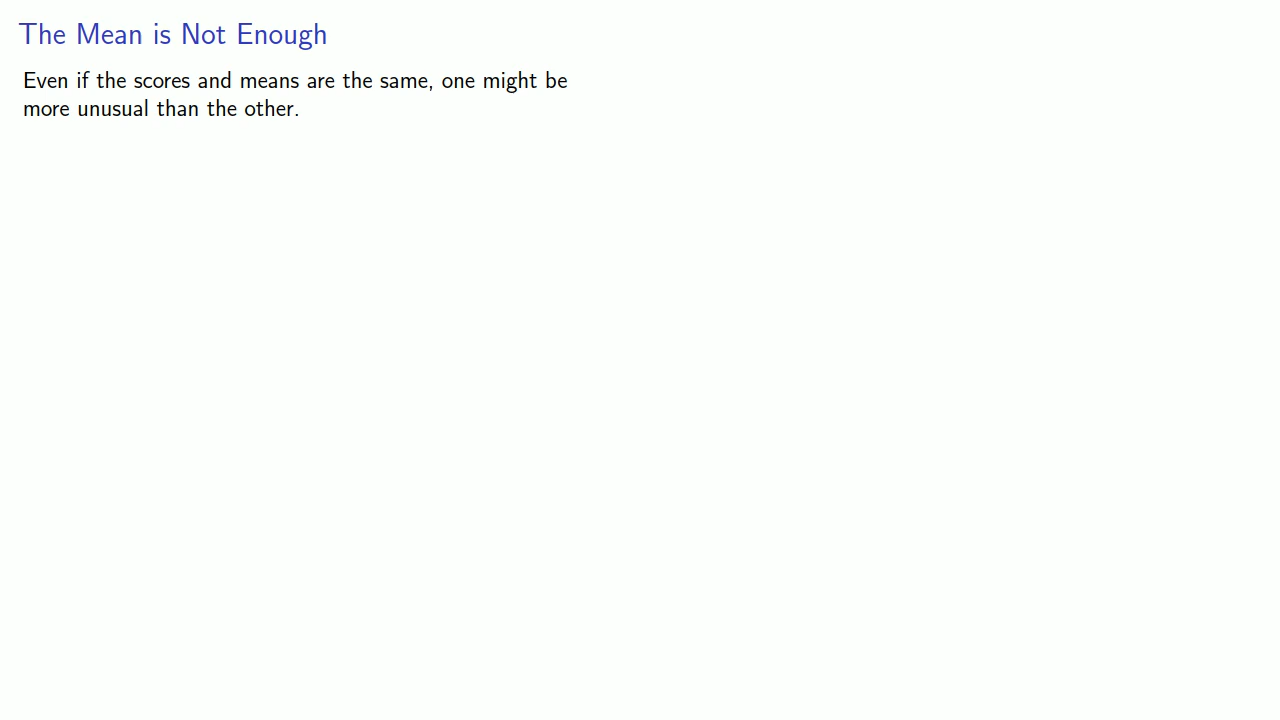 The Mean is Not Enough
Even if the scores and means are the same, one might be
more unusual than the other.